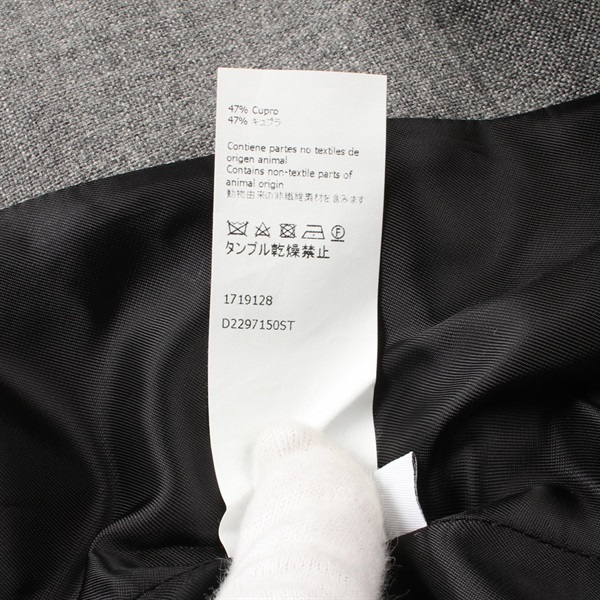 47% Cupro
47% キュプラ
Contiene partes no textiles de
origen animal
Contains non-textile parts of
animal origin
動物由来の非繊維素材を含みます
F
タンブル乾燥禁止
1719128
D2297150ST